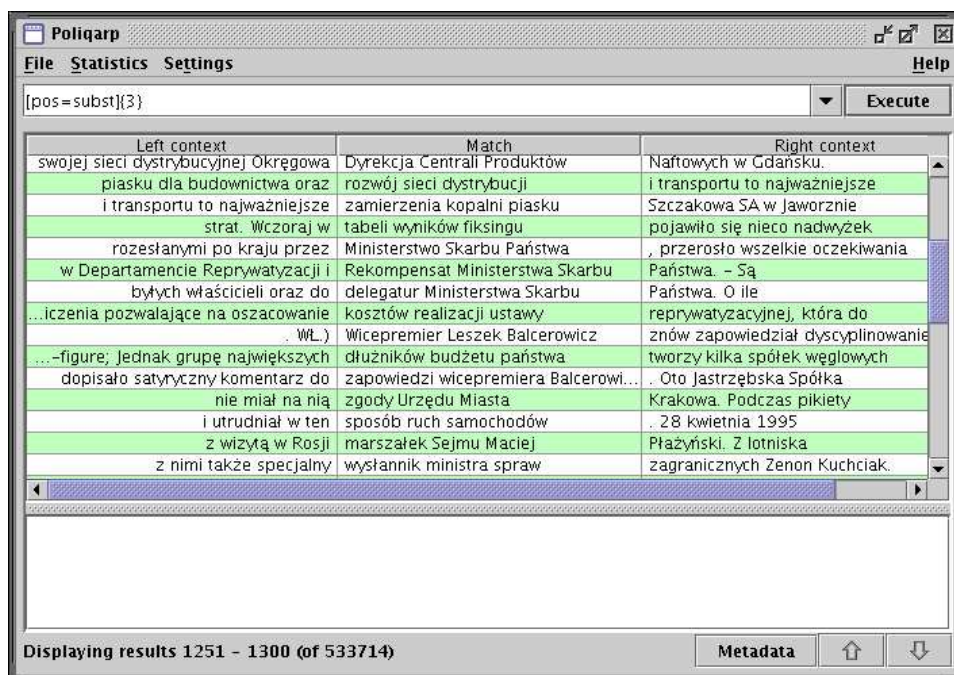 Poliqarp
File Statistics Settings Help
[pos=subst]{3} Execute
Left context Match Right context
swojej sieci dystrybucyjnej Okręgowa Dyrekcja Centrali Produktów Naftowych w Gdańsku.
piasku dla budownictwa oraz rozwój sieci dystrybucji i transportu to najważniejsze
i transportu to najważniejsze zamierzenia kopalni piasku Szczakowa SA w Jaworznie
strat. Wczoraj w tabeli wyników fiksingu pojawiło się nieco nadwyżek
rozesłanymi po kraju przez Ministerstwo Skarbu Państwa , przerosło wszelkie oczekiwania
w Departamencie Reprywatyzacji i Rekompensat Ministerstwa Skarbu Państwa. – Są
byłych właścicieli oraz do delegatur Ministerstwa Skarbu Państwa. O ile
...iczenia pozwalające na oszacowanie kosztów realizacji ustawy reprywatyzacyjnej, która do
. WŁ.) Wicepremier Leszek Balcerowicz znów zapowiedział dyscyplinowanie
...-figure; Jednak grupę największych dłużników budżetu państwa tworzy kilka spółek węglowych
dopisało satyryczny komentarz do zapowiedzi wicepremiera Balcerowi... . Oto Jastrzębska Spółka
nie miał na nią zgody Urzędu Miasta Krakowa. Podczas pikiety
i utrudniał w ten sposób ruch samochodów . 28 kwietnia 1995
z wizytą w Rosji marszałek Sejmu Maciej Płażyński. Z lotniska
z nimi także specjalny wysłannik ministra spraw zagranicznych Zenon Kuchciak.
Displaying results 1251 – 1300 (of 533714) Metadata